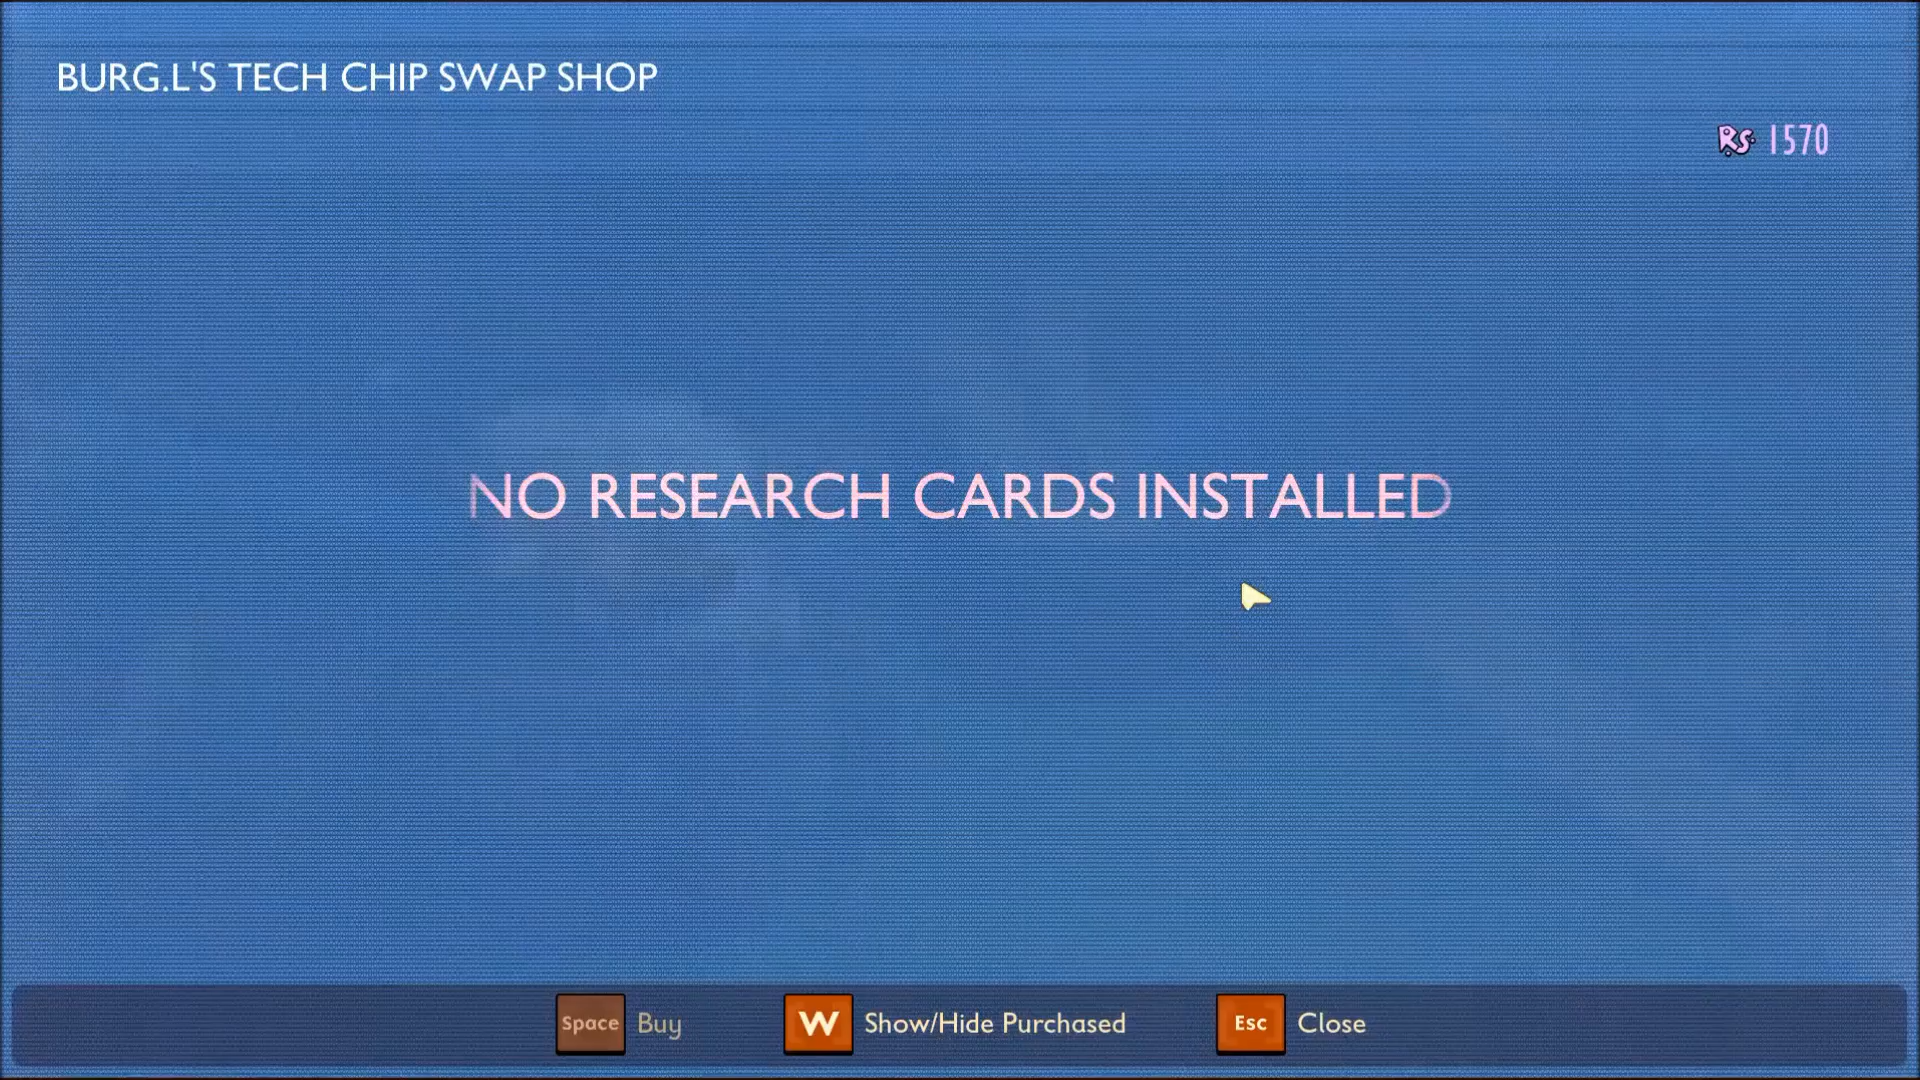 BURG.L'S TECH CHIP SWAP SHOP
RS 1570
NO RESEARCH CARDS INSTALLED
Space Buy W Show/Hide Purchased Esc Close